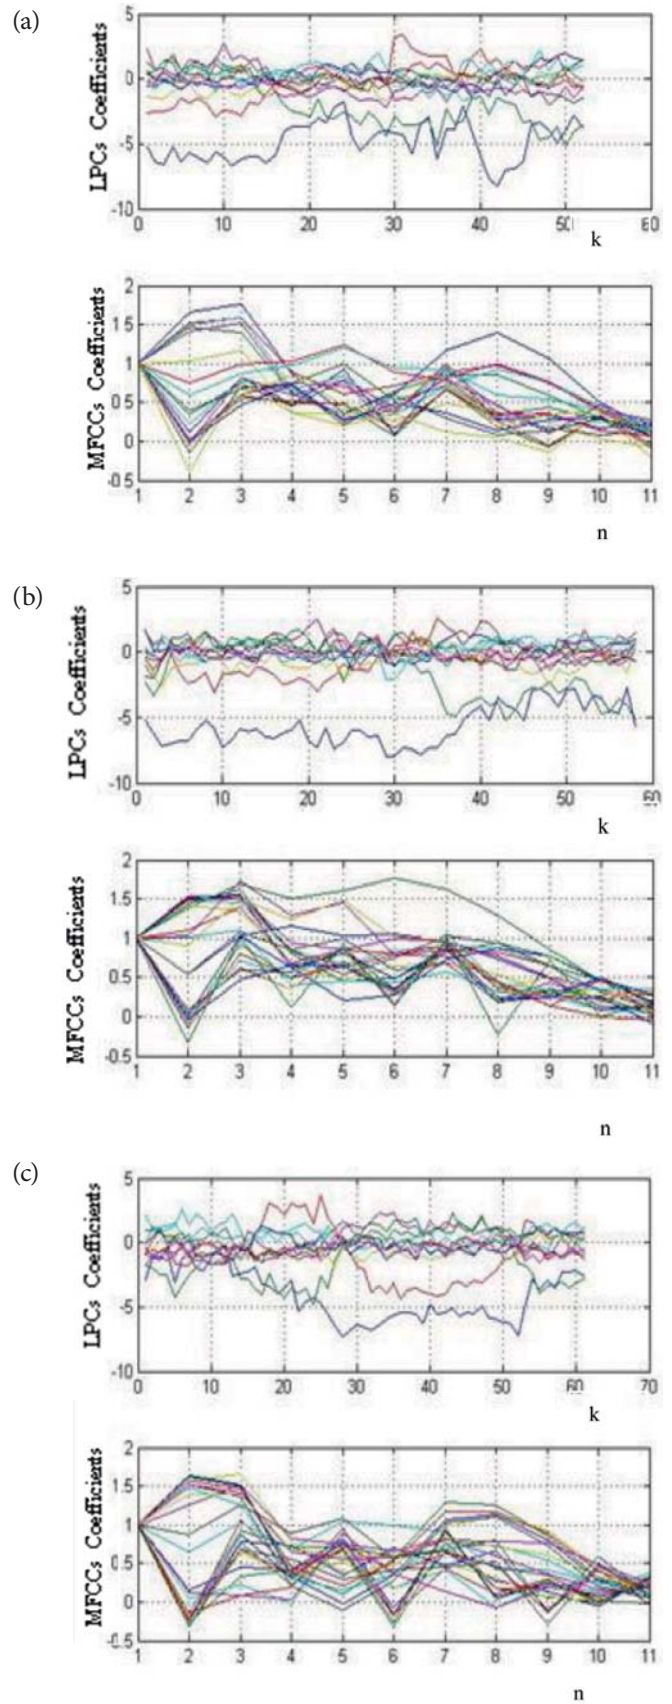 (a)
LPCs Coefficients
5
0
-5
-10
0 10 20 30 40 50 60
k
MFCCs Coefficients
2
1.5
1
0.5
0
-0.5
1 2 3 4 5 6 7 8 9 10 11
n
(b)
LPCs Coefficients
5
0
-5
-10
0 10 20 30 40 50 60
k
MFCCs Coefficients
2
1.5
1
0.5
0
-0.5
1 2 3 4 5 6 7 8 9 10 11
n
(c)
LPCs Coefficients
5
0
-5
-10
0 10 20 30 40 50 60 70
k
MFCCs Coefficients
2
1.5
1
0.5
0
-0.5
1 2 3 4 5 6 7 8 9 10 11
n